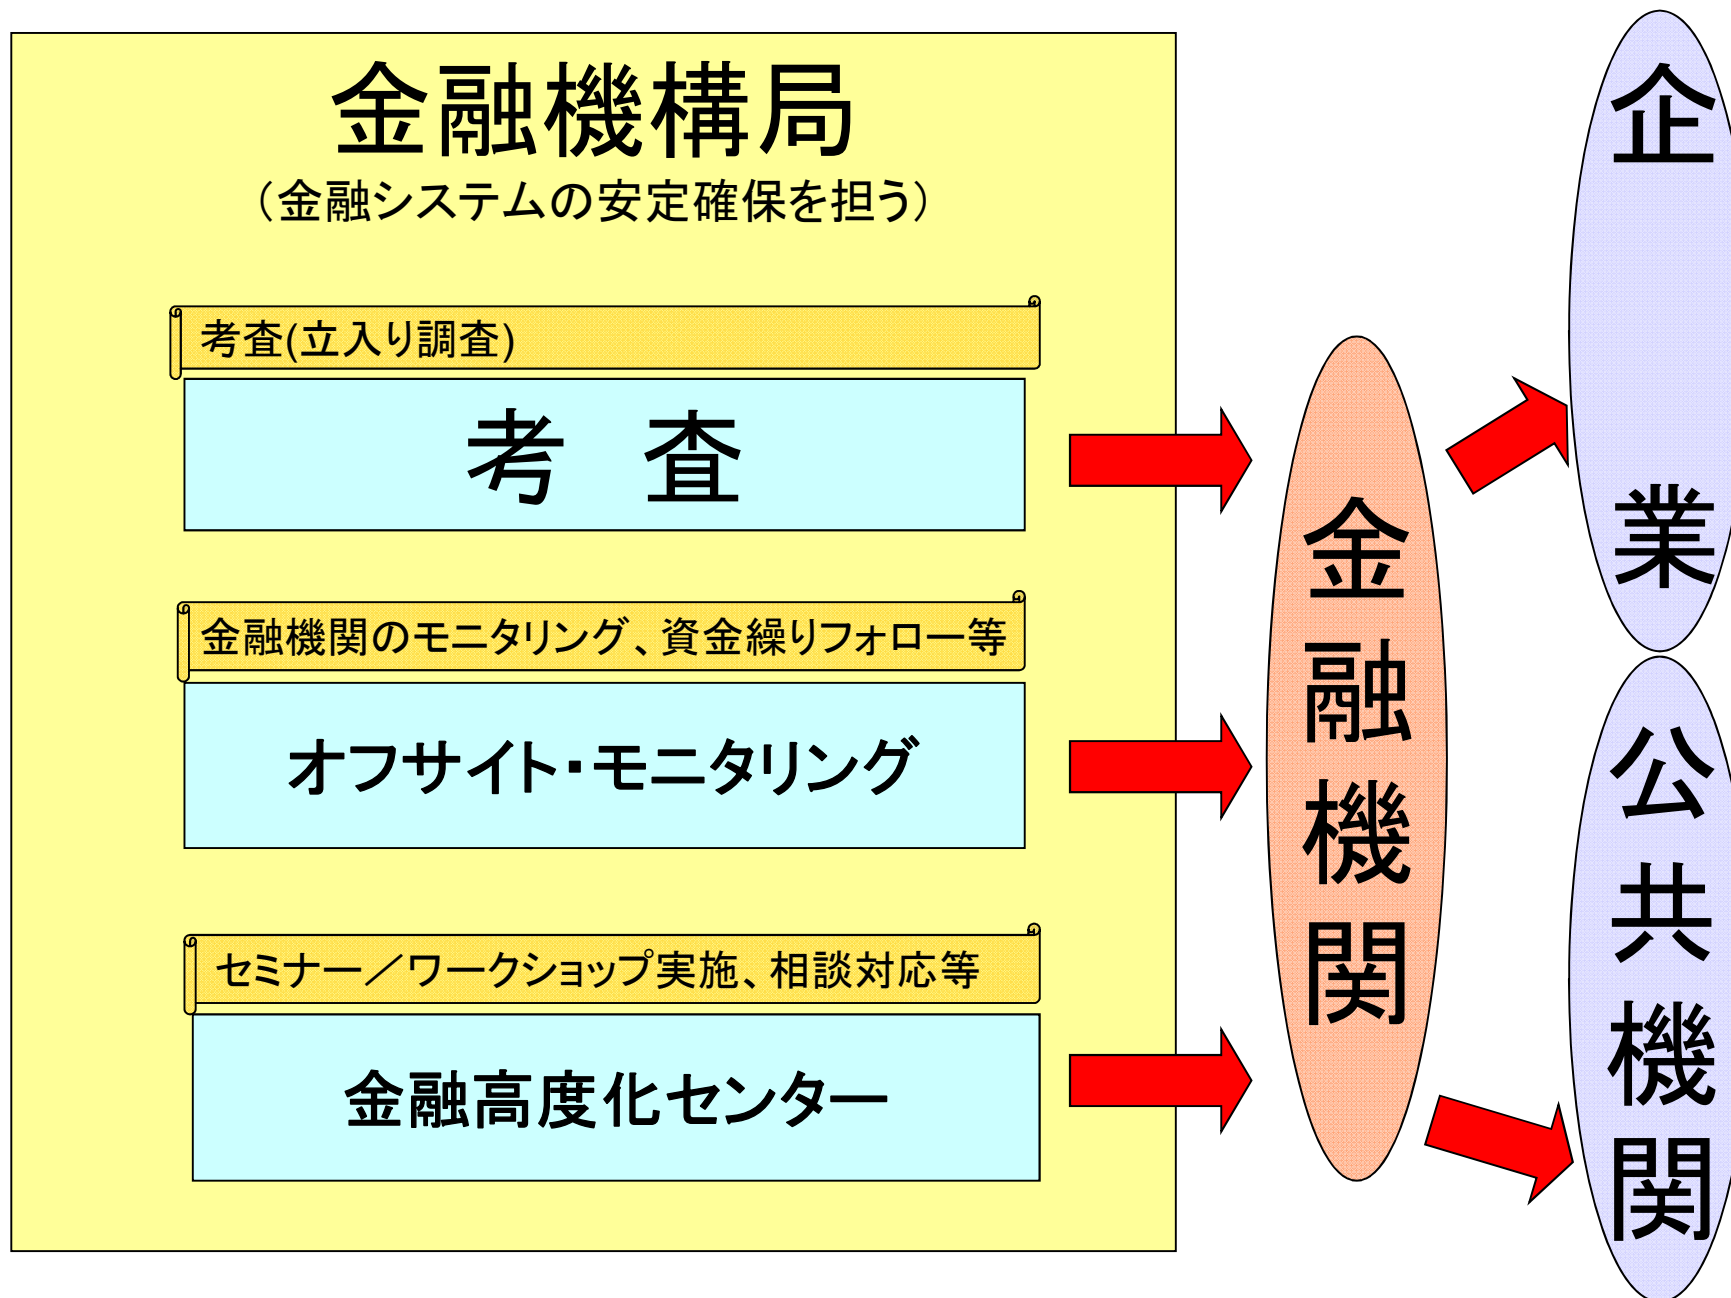 金融機構局
（金融システムの安定確保を担う）
考査(立入り調査)
考　査
金融機関のモニタリング、資金繰りフォロー等
オフサイト・モニタリング
セミナー／ワークショップ実施、相談対応等
金融高度化センター
金融機関
企業
公共機関